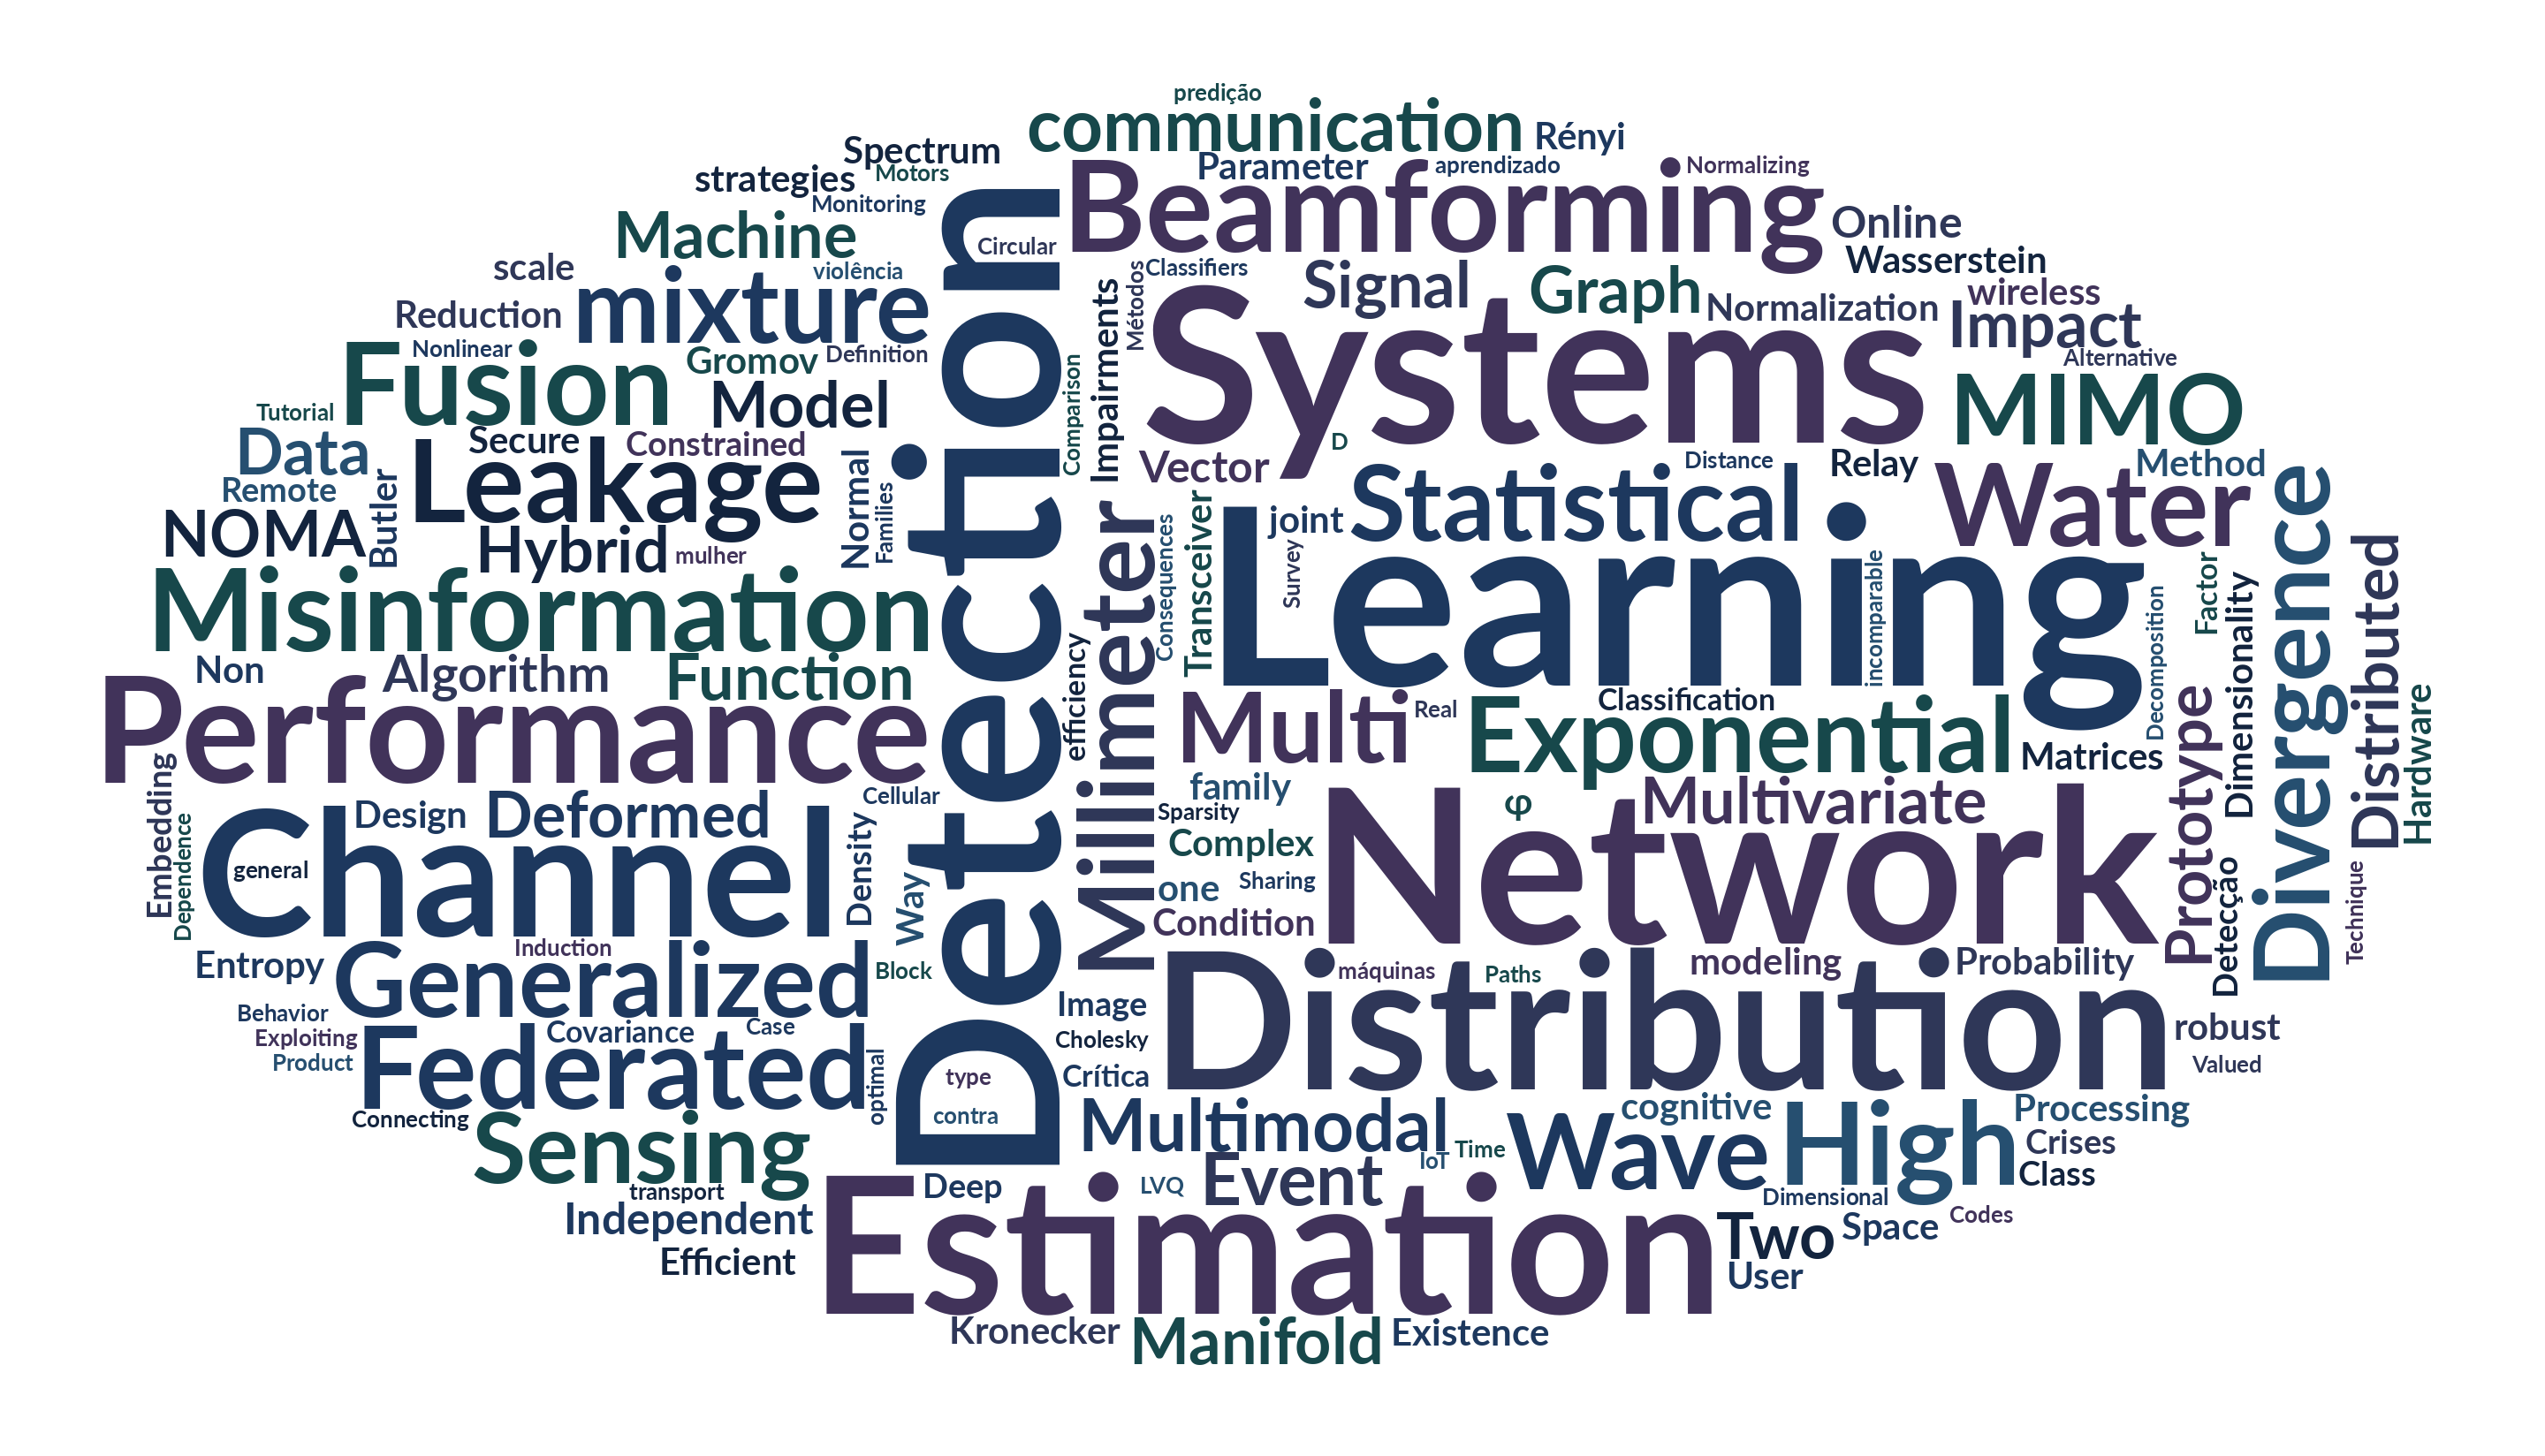 predição
communication
Rényi
Spectrum
Parameter
aprendizado
Normalizing
strategies
Motors
Beamforming
Monitoring
Online
Machine
Circular
Wasserstein
scale
violência
Métodos
Classifiers
Signal
Graph
wireless
Reduction
mixture
Impairments
Systems
Normalization
Impact
Nonlinear
Gromov
Definition
Alternative
Fusion
Model
Comparison
MIMO
Tutorial
Secure
Constrained
D
Data
Leakage
Normal
Vector
Distance
Relay
Method
Remote
Butler
Families
Statistical
Water
NOMA
Hybrid
mulher
Detection
Millimeter
Consequences
Transceiver
joint
Survey
Learning
incomparable
Factor
Divergence
Distributed
Misinformation
Decomposition
Dimensionality
Non
Algorithm
Function
efficiency
Classification
Performance
Multi
Real
Exponential
Matrices
Prototype
Hardware
Embedding
Dependence
Design
Deformed
Cellular
family
φ
Multivariate
Channel
Density
Sparsity
Complex
Network
general
Way
one
Sharing
Detecção
Technique
Condition
Entropy
Induction
Generalized
Block
Distribution
máquinas
Paths
modeling
Probability
Behavior
Image
Exploiting
Covariance
Case
Cholesky
robust
Product
Federated
optimal
type
Crítica
Valued
Connecting
contra
Multimodal
cognitive
High
Processing
Sensing
Time
IoT
Wave
Crises
transport
Deep
LVQ
Event
Class
Independent
Dimensional
Estimation
Two
Space
Codes
Efficient
User
Kronecker
Manifold
Existence